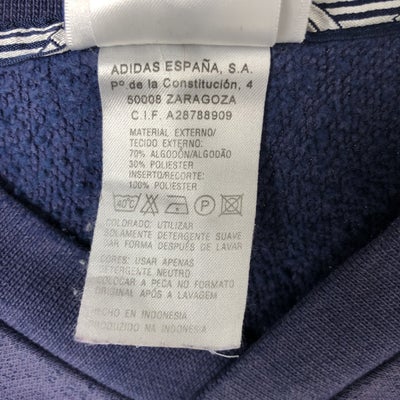 ADIDAS ESPAÑA, S.A.
Pº de la Constitución, 4
50008 ZARAGOZA
C.I.F. A28788909
MATERIAL EXTERNO/
TECIDO EXTERNO:
70% ALGODÓN/ALGODÃO
30% POLIESTER
INSERTO/RECORTE:
100% POLIESTER
40°C P
COLORADO: UTILIZAR
SOLAMENTE DETERGENTE SUAVE
DAR FORMA DESPUÉS DE LAVAR
CORES: USAR APENAS
DETERGENTE NEUTRO
COLOCAR A PEÇA NO FORMATO
ORIGINAL APÓS A LAVAGEM
HECHO EN INDONESIA
PRODUZIDO NA INDONESIA